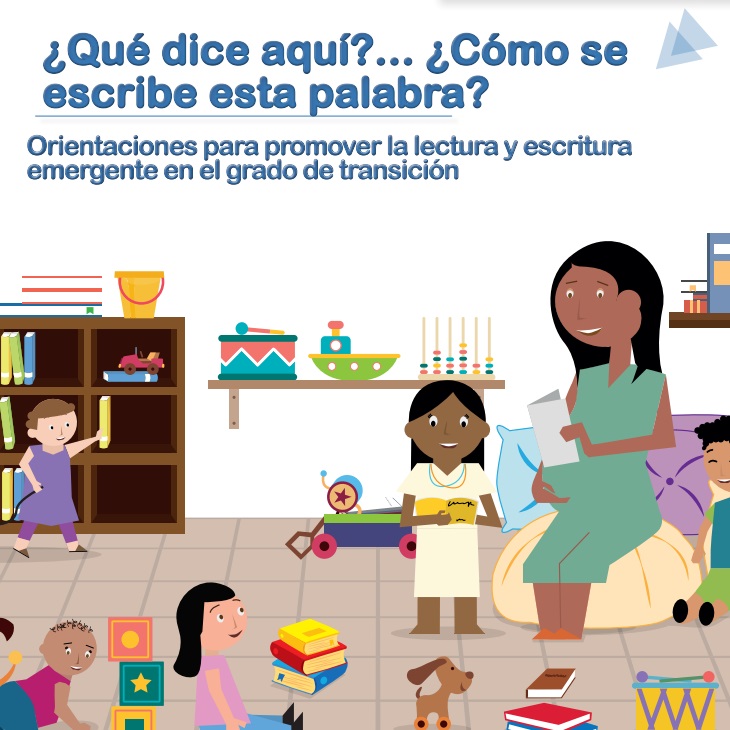 ¿Qué dice aquí?... ¿Cómo se
escribe esta palabra?
Orientaciones para promover la lectura y escritura
emergente en el grado de transición